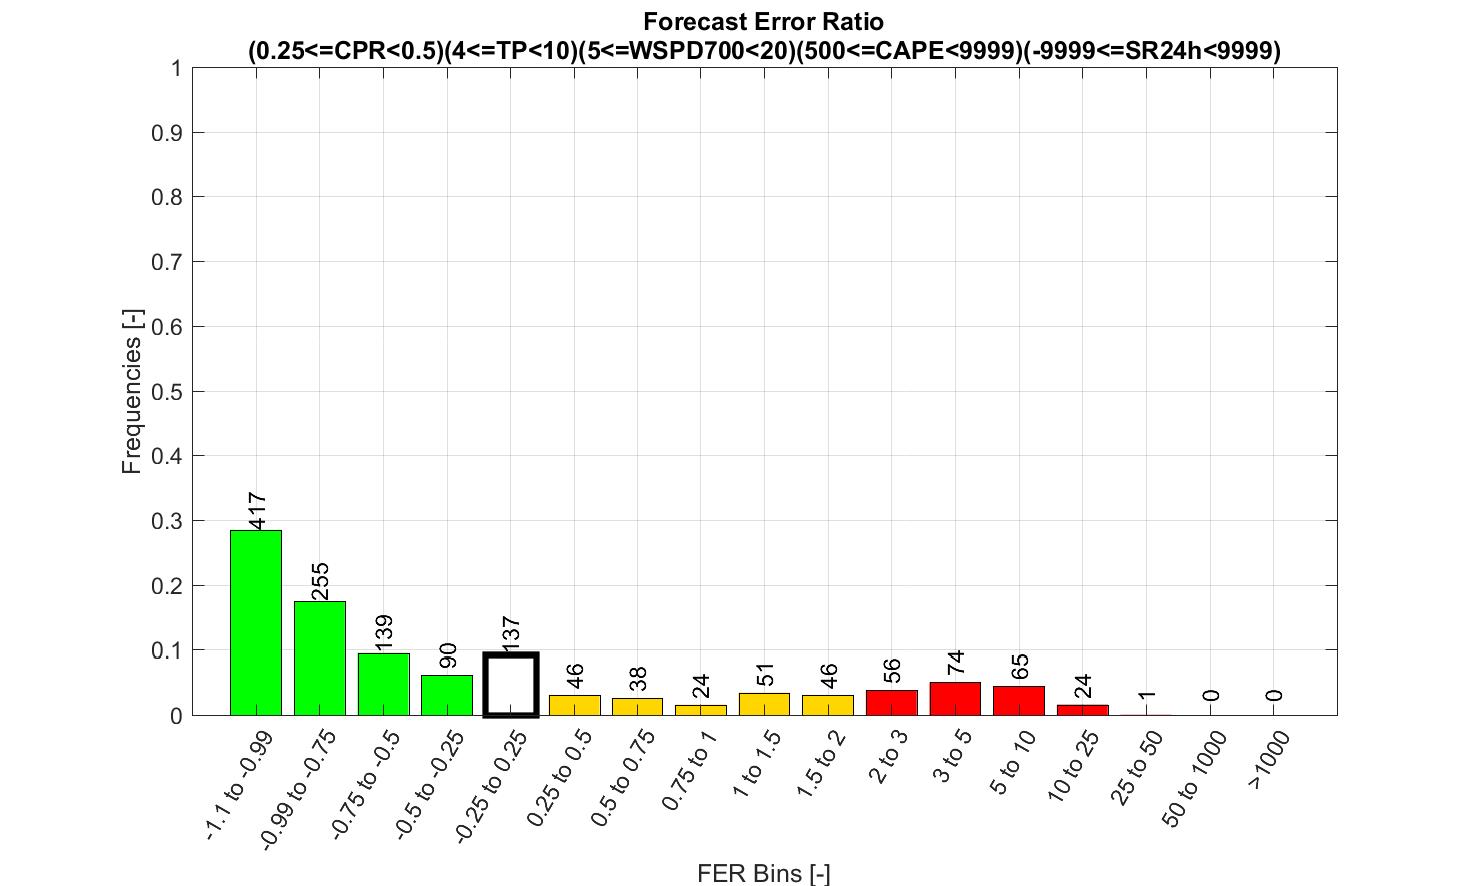 Forecast Error Ratio
(0.25<=CPR<0.5)(4<=TP<10)(5<=WSPD700<20)(500<=CAPE<9999)(-9999<=SR24h<9999)
1
0.9
0.8
0.7
0.6
0.5
0.4
0.3
0.2
0.1
0
Frequencies [-]
417
255
139
90
137
46
38
24
51
46
56
74
65
24
1
0
0
-1.1 to -0.99
-0.99 to -0.75
-0.75 to -0.5
-0.5 to -0.25
-0.25 to 0.25
0.25 to 0.5
0.5 to 0.75
0.75 to 1
1 to 1.5
1.5 to 2
2 to 3
3 to 5
5 to 10
10 to 25
25 to 50
50 to 1000
>1000
FER Bins [-]